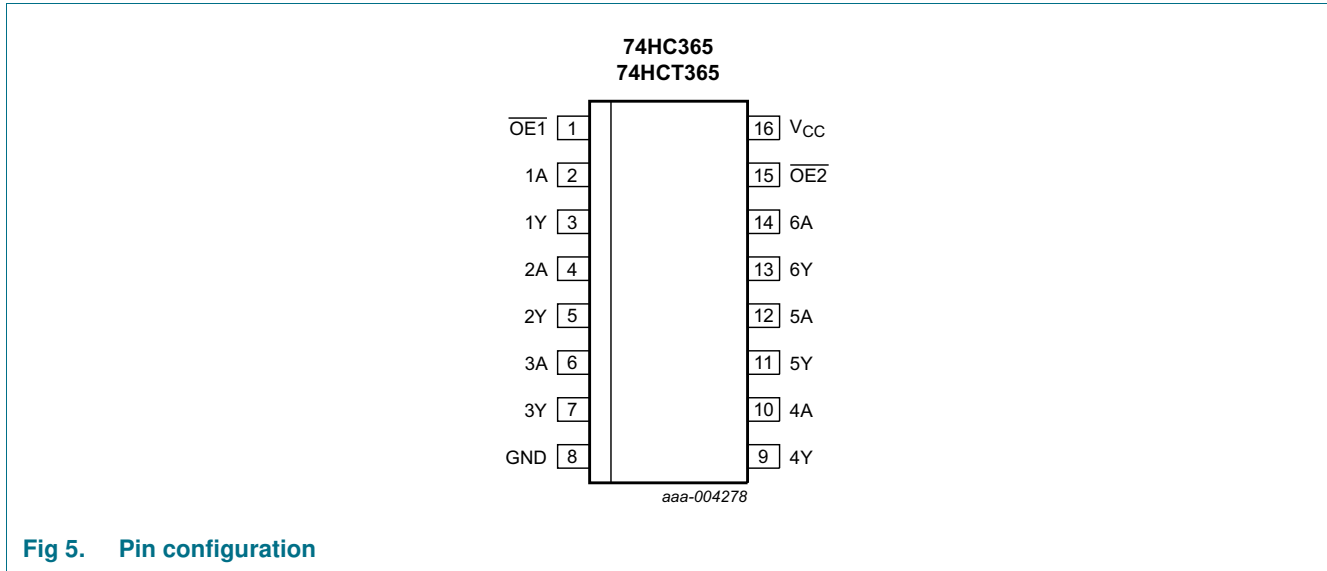 74HC365
74HCT365
O̅E̅1̅ 1 16 VCC
1A 2 15 O̅E̅2̅
1Y 3 14 6A
2A 4 13 6Y
2Y 5 12 5A
3A 6 11 5Y
3Y 7 10 4A
GND 8 9 4Y
aaa-004278
Fig 5. Pin configuration